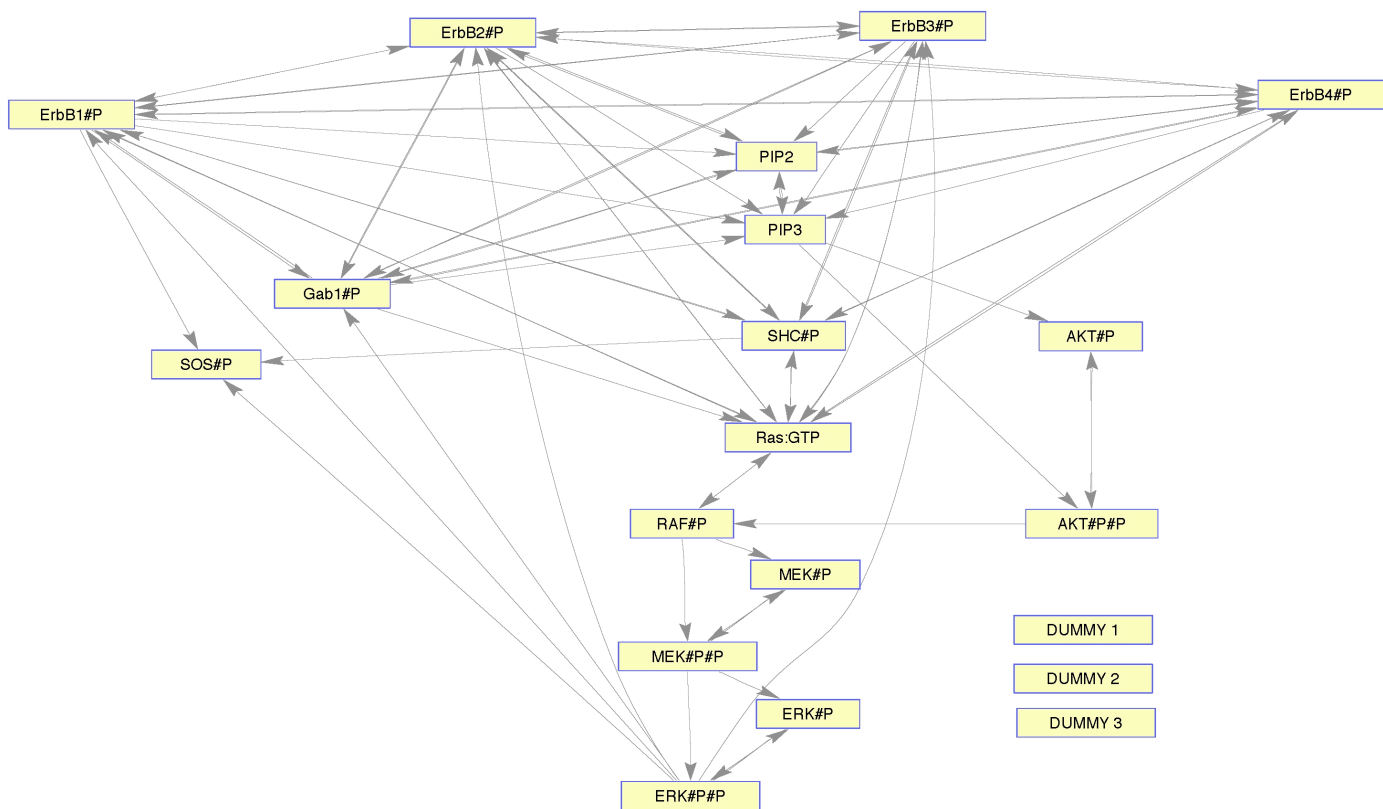 ErbB3#P
ErbB2#P
ErbB4#P
ErbB1#P
PIP2
PIP3
Gab1#P
SHC#P
AKT#P
SOS#P
Ras:GTP
RAF#P
AKT#P#P
MEK#P
DUMMY 1
MEK#P#P
DUMMY 2
ERK#P
DUMMY 3
ERK#P#P